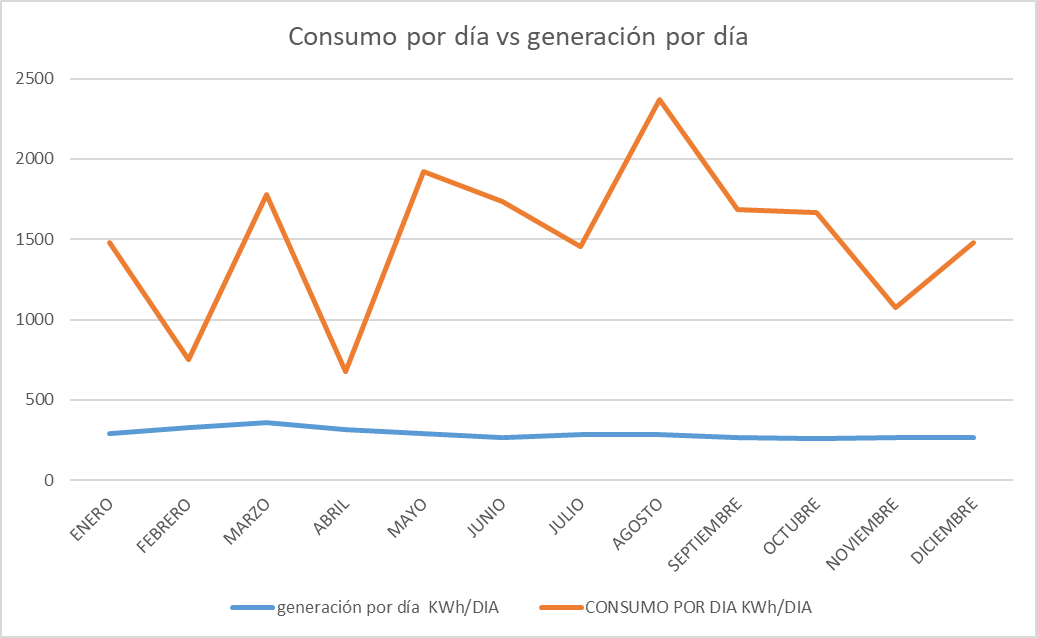 Consumo por día vs generación por día
2500
2000
1500
1000
500
0
ENERO
FEBRERO
MARZO
ABRIL
MAYO
JUNIO
JULIO
AGOSTO
SEPTIEMBRE
OCTUBRE
NOVIEMBRE
DICIEMBRE
generación por día  KWh/DIA
CONSUMO POR DIA KWh/DIA